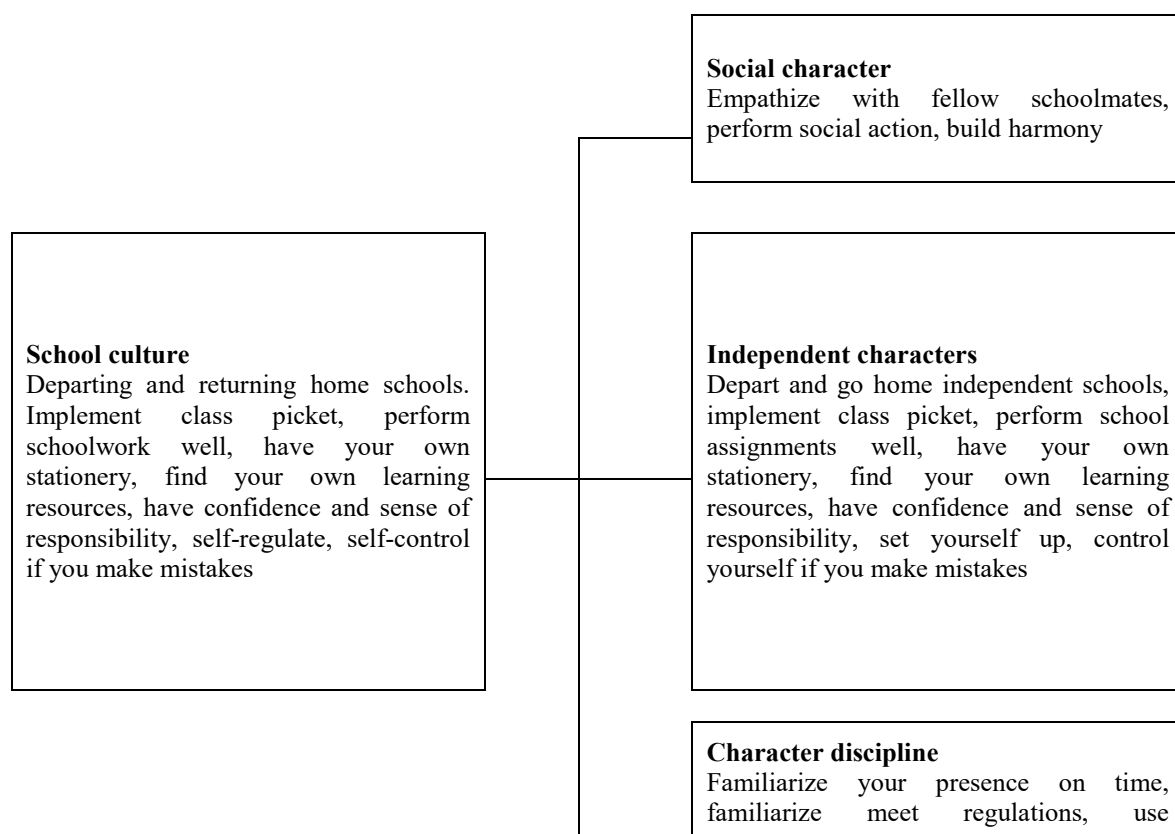 Social character
Empathize with fellow schoolmates,
perform social action, build harmony
School culture
Departing and returning home schools.
Implement class picket, perform
schoolwork well, have your own
stationery, find your own learning
resources, have confidence and sense of
responsibility, self-regulate, self-control
if you make mistakes
Independent characters
Depart and go home independent schools,
implement class picket, perform school
assignments well, have your own
stationery, find your own learning
resources, have confidence and sense of
responsibility, set yourself up, control
yourself if you make mistakes
Character discipline
Familiarize your presence on time,
familiarize meet regulations, use